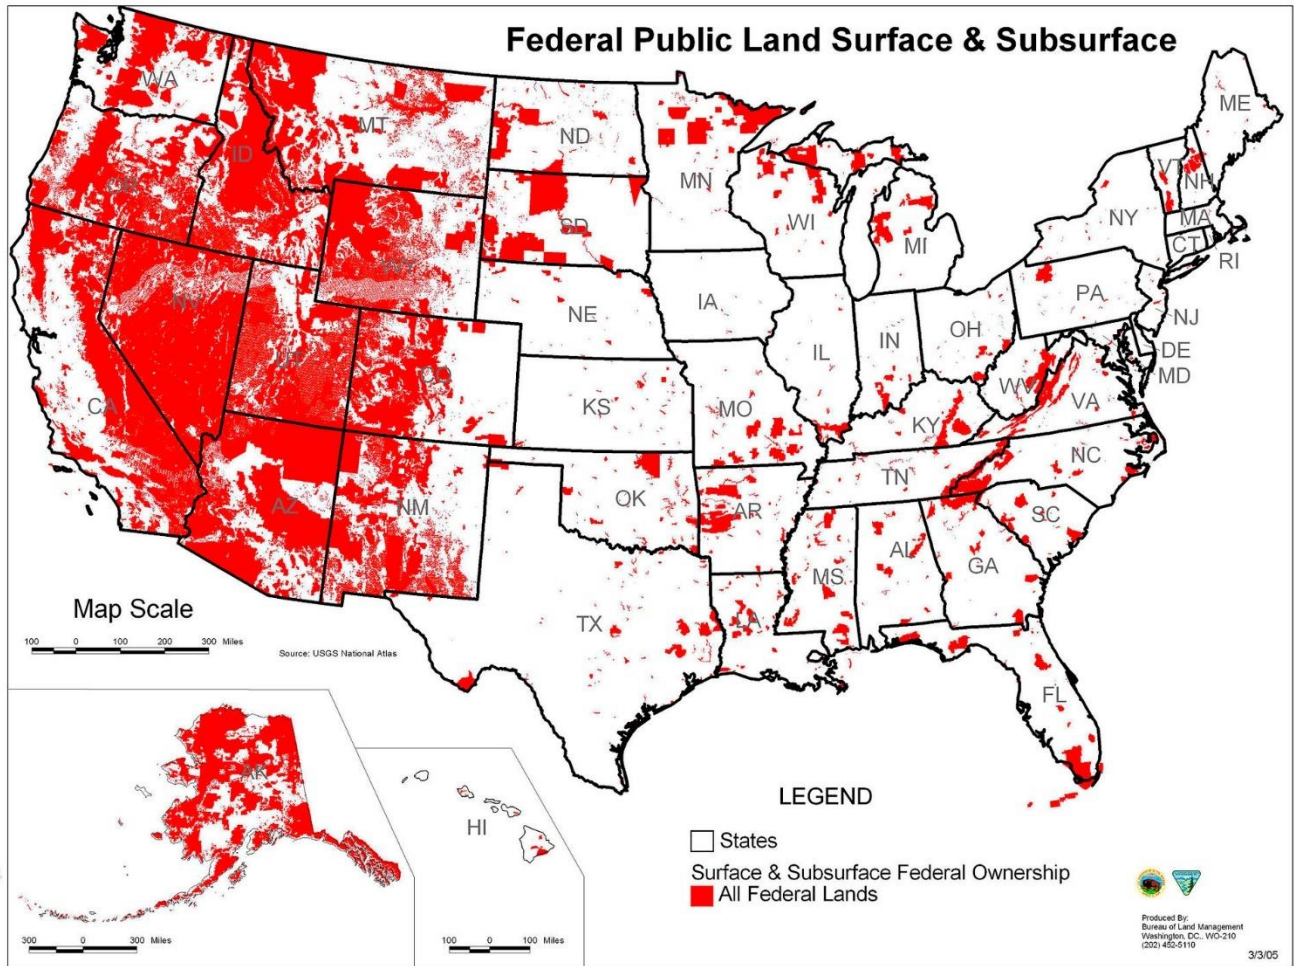 Federal Public Land Surface & Subsurface
WA
MT
ND
MN
ME
OR
ID
SD
WI
MI
VT
NH
NY
MA
CT
RI
WY
NE
IA
PA
NJ
NV
UT
CO
IL
IN
OH
DE
MD
WV
VA
CA
KS
MO
KY
NC
TN
AZ
NM
OK
AR
SC
MS
AL
GA
TX
LA
FL
Map Scale
100 0 100 200 300 Miles
Source: USGS National Atlas
AK
HI
300 0 300 Miles
100 0 100 Miles
LEGEND
States
Surface & Subsurface Federal Ownership
All Federal Lands
Produced By:
Bureau of Land Management
Washington, DC., WO-210
(202) 452-5110
3/3/05